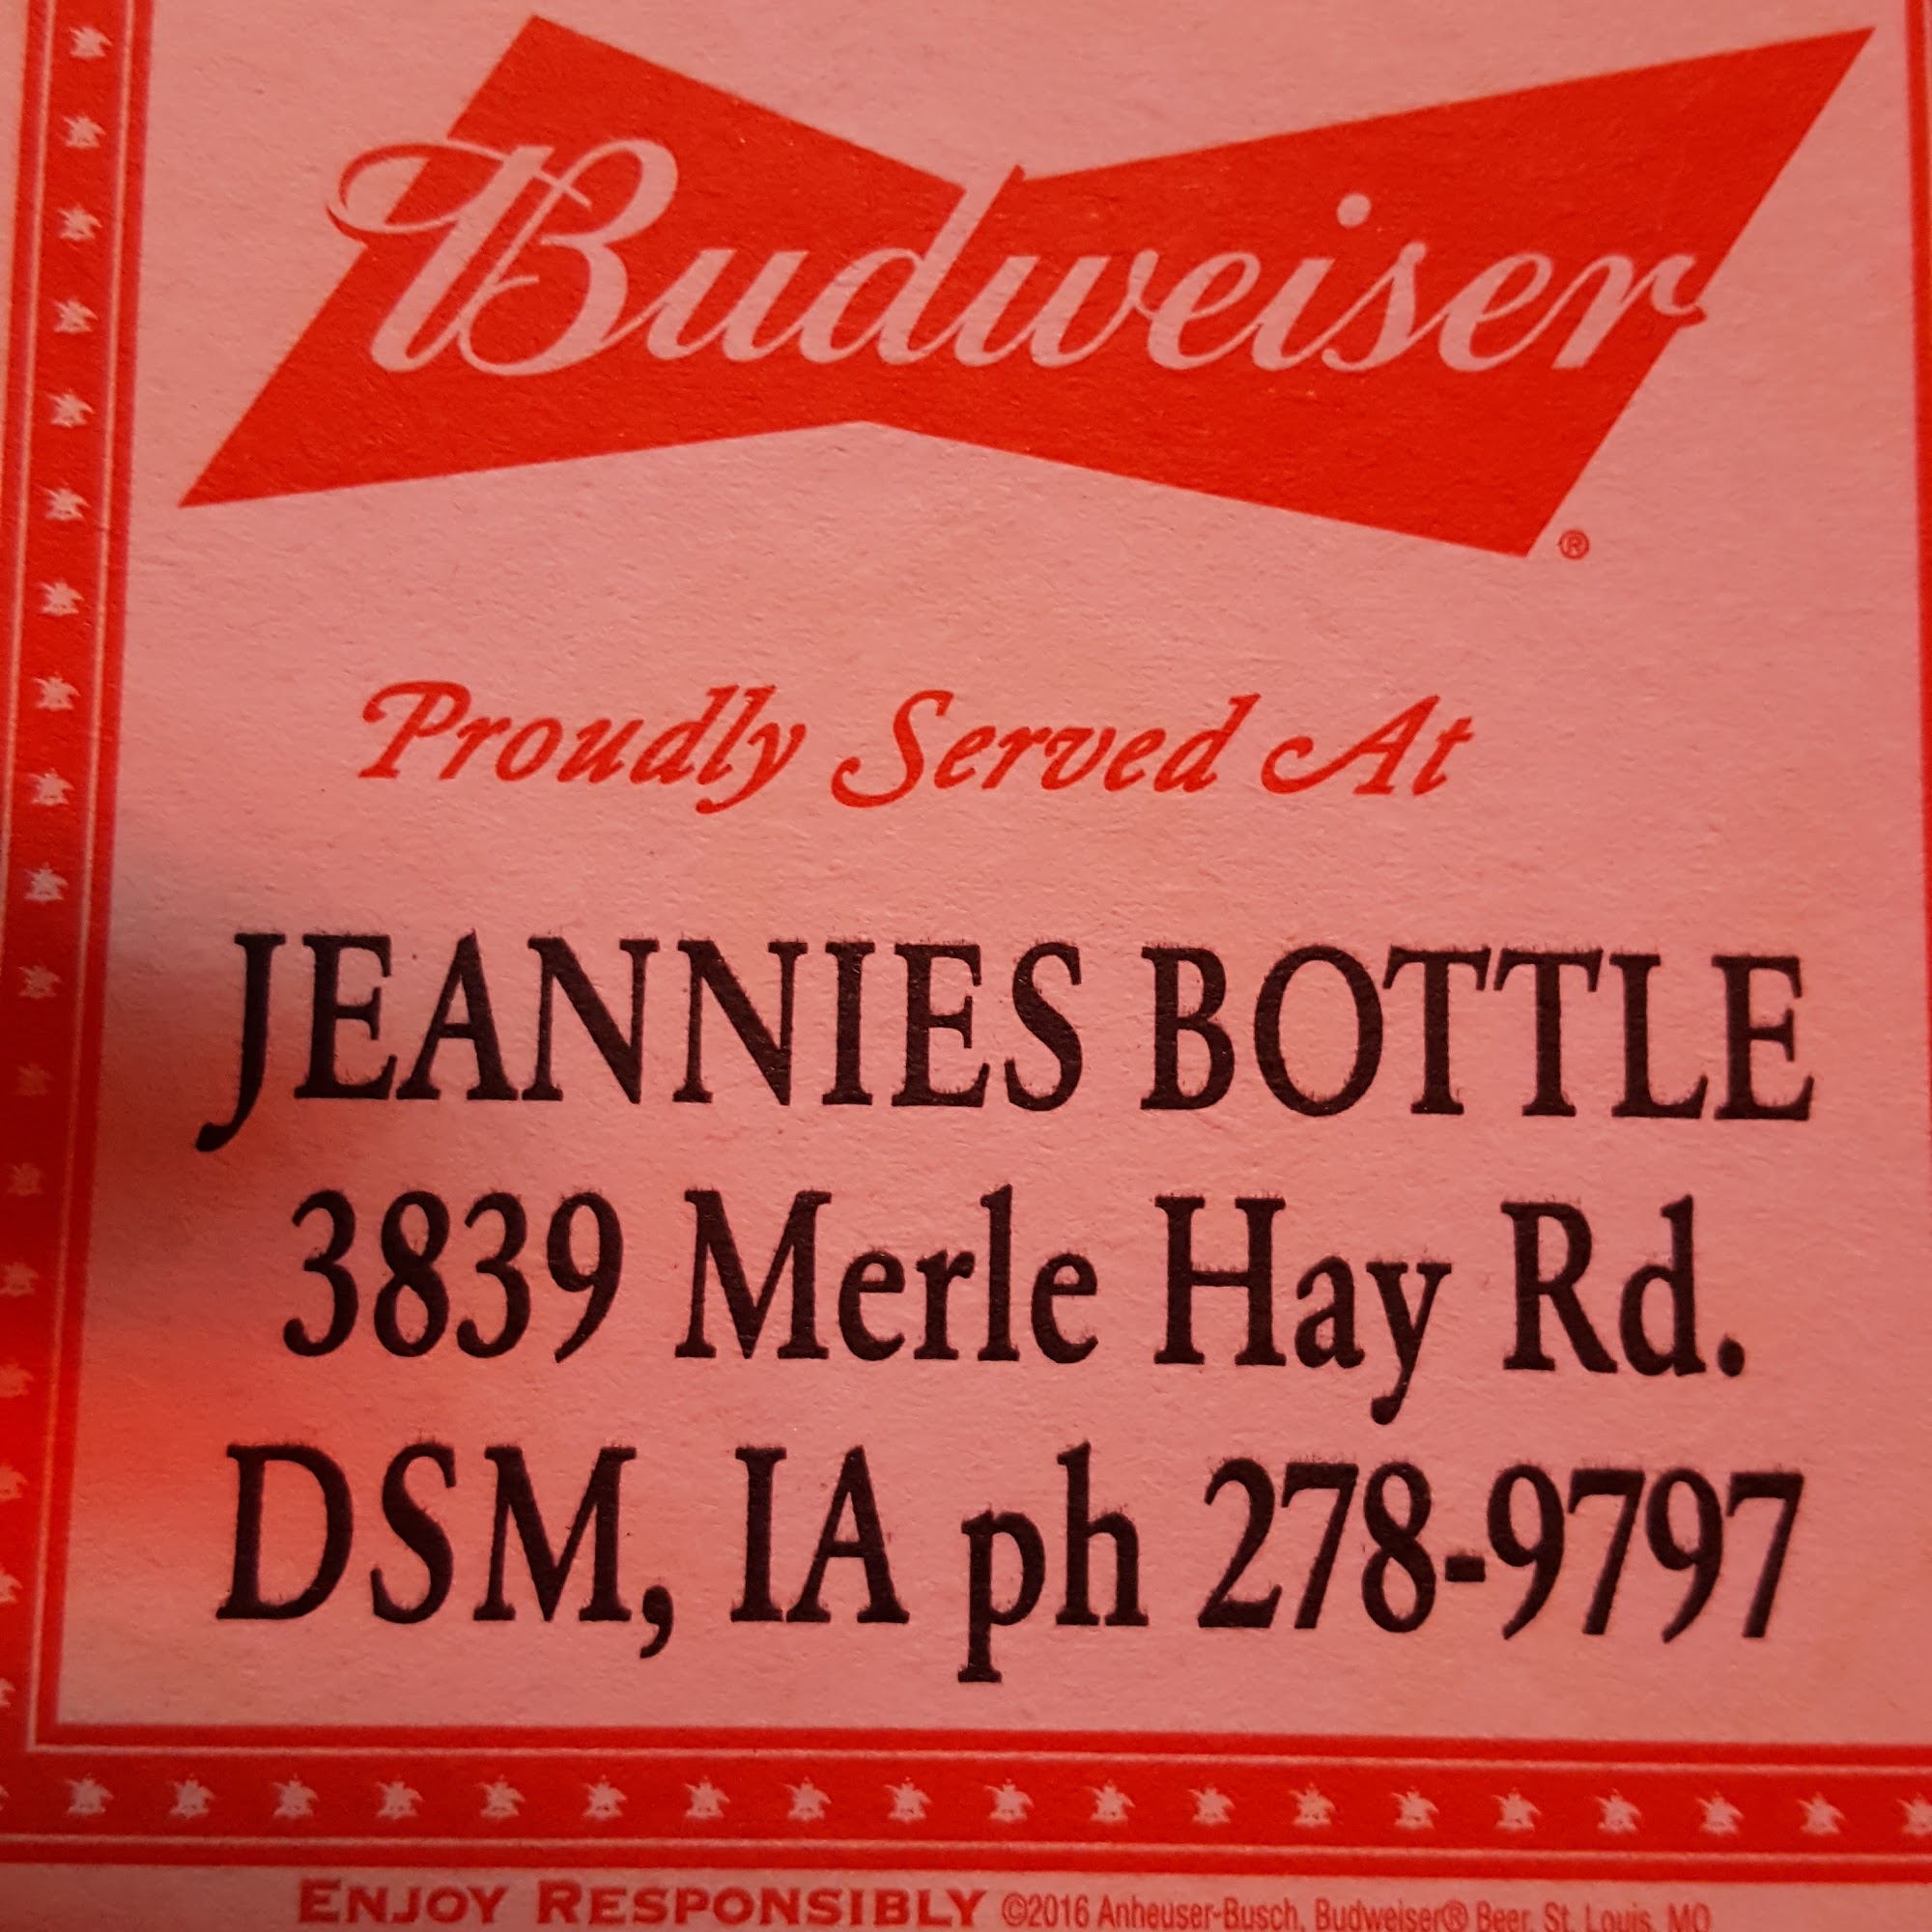 Budweiser
®
Proudly Served At
JEANNIES BOTTLE
3839 Merle Hay Rd.
DSM, IA ph 278-9797
ENJOY RESPONSIBLY ©2016 Anheuser-Busch, Budweiser® Beer, St. Louis, MO